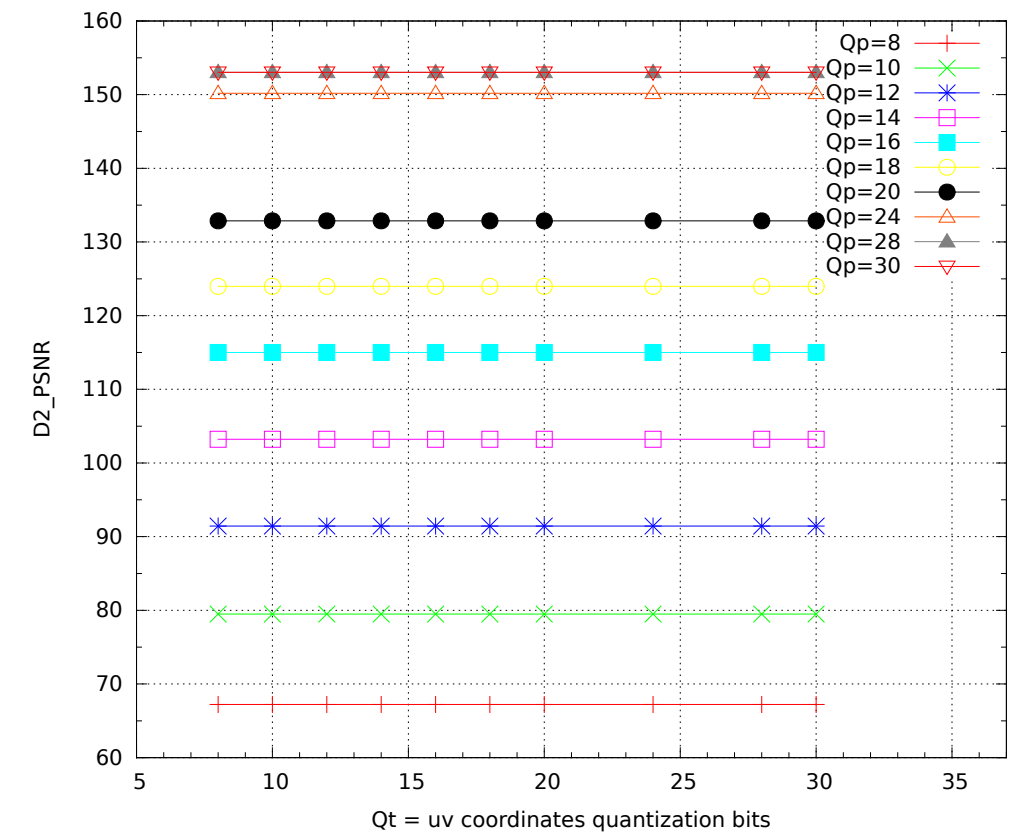 160
150
140
130
120
110
100
90
80
70
60
D2_PSNR
5
10
15
20
25
30
35
Qt = uv coordinates quantization bits
Qp=8
Qp=10
Qp=12
Qp=14
Qp=16
Qp=18
Qp=20
Qp=24
Qp=28
Qp=30